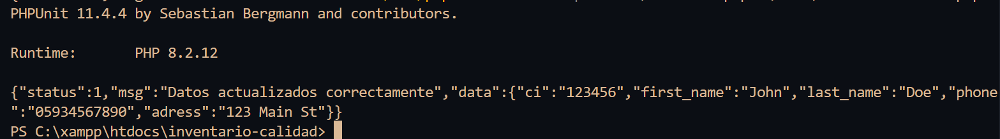 PHPUnit 11.4.4 by Sebastian Bergmann and contributors.
Runtime:       PHP 8.2.12
{"status":1,"msg":"Datos actualizados correctamente","data":{"ci":"123456","first_name":"John","last_name":"Doe","phone
":"05934567890","adress":"123 Main St"}}
PS C:\xampp\htdocs\inventario-calidad>